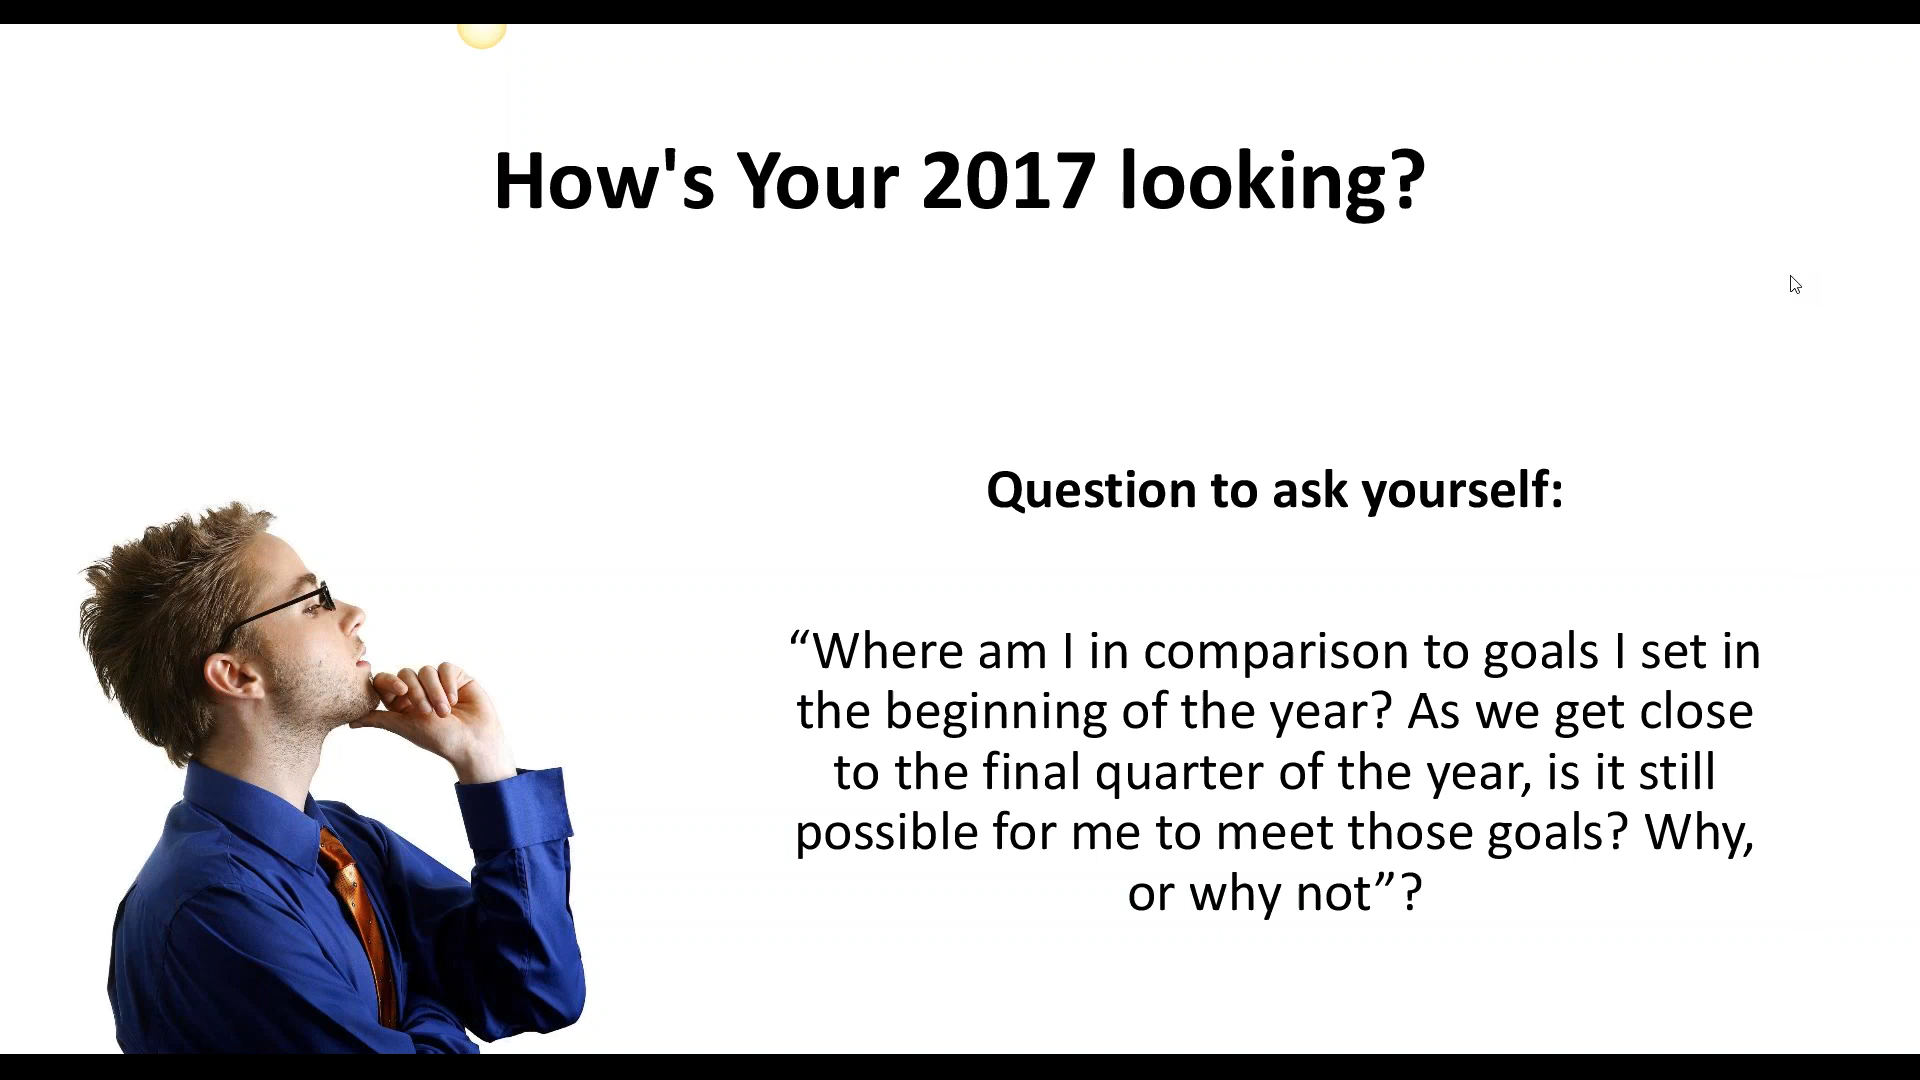 How's Your 2017 looking?
Question to ask yourself:
“Where am I in comparison to goals I set in
the beginning of the year? As we get close
to the final quarter of the year, is it still
possible for me to meet those goals? Why,
or why not”?